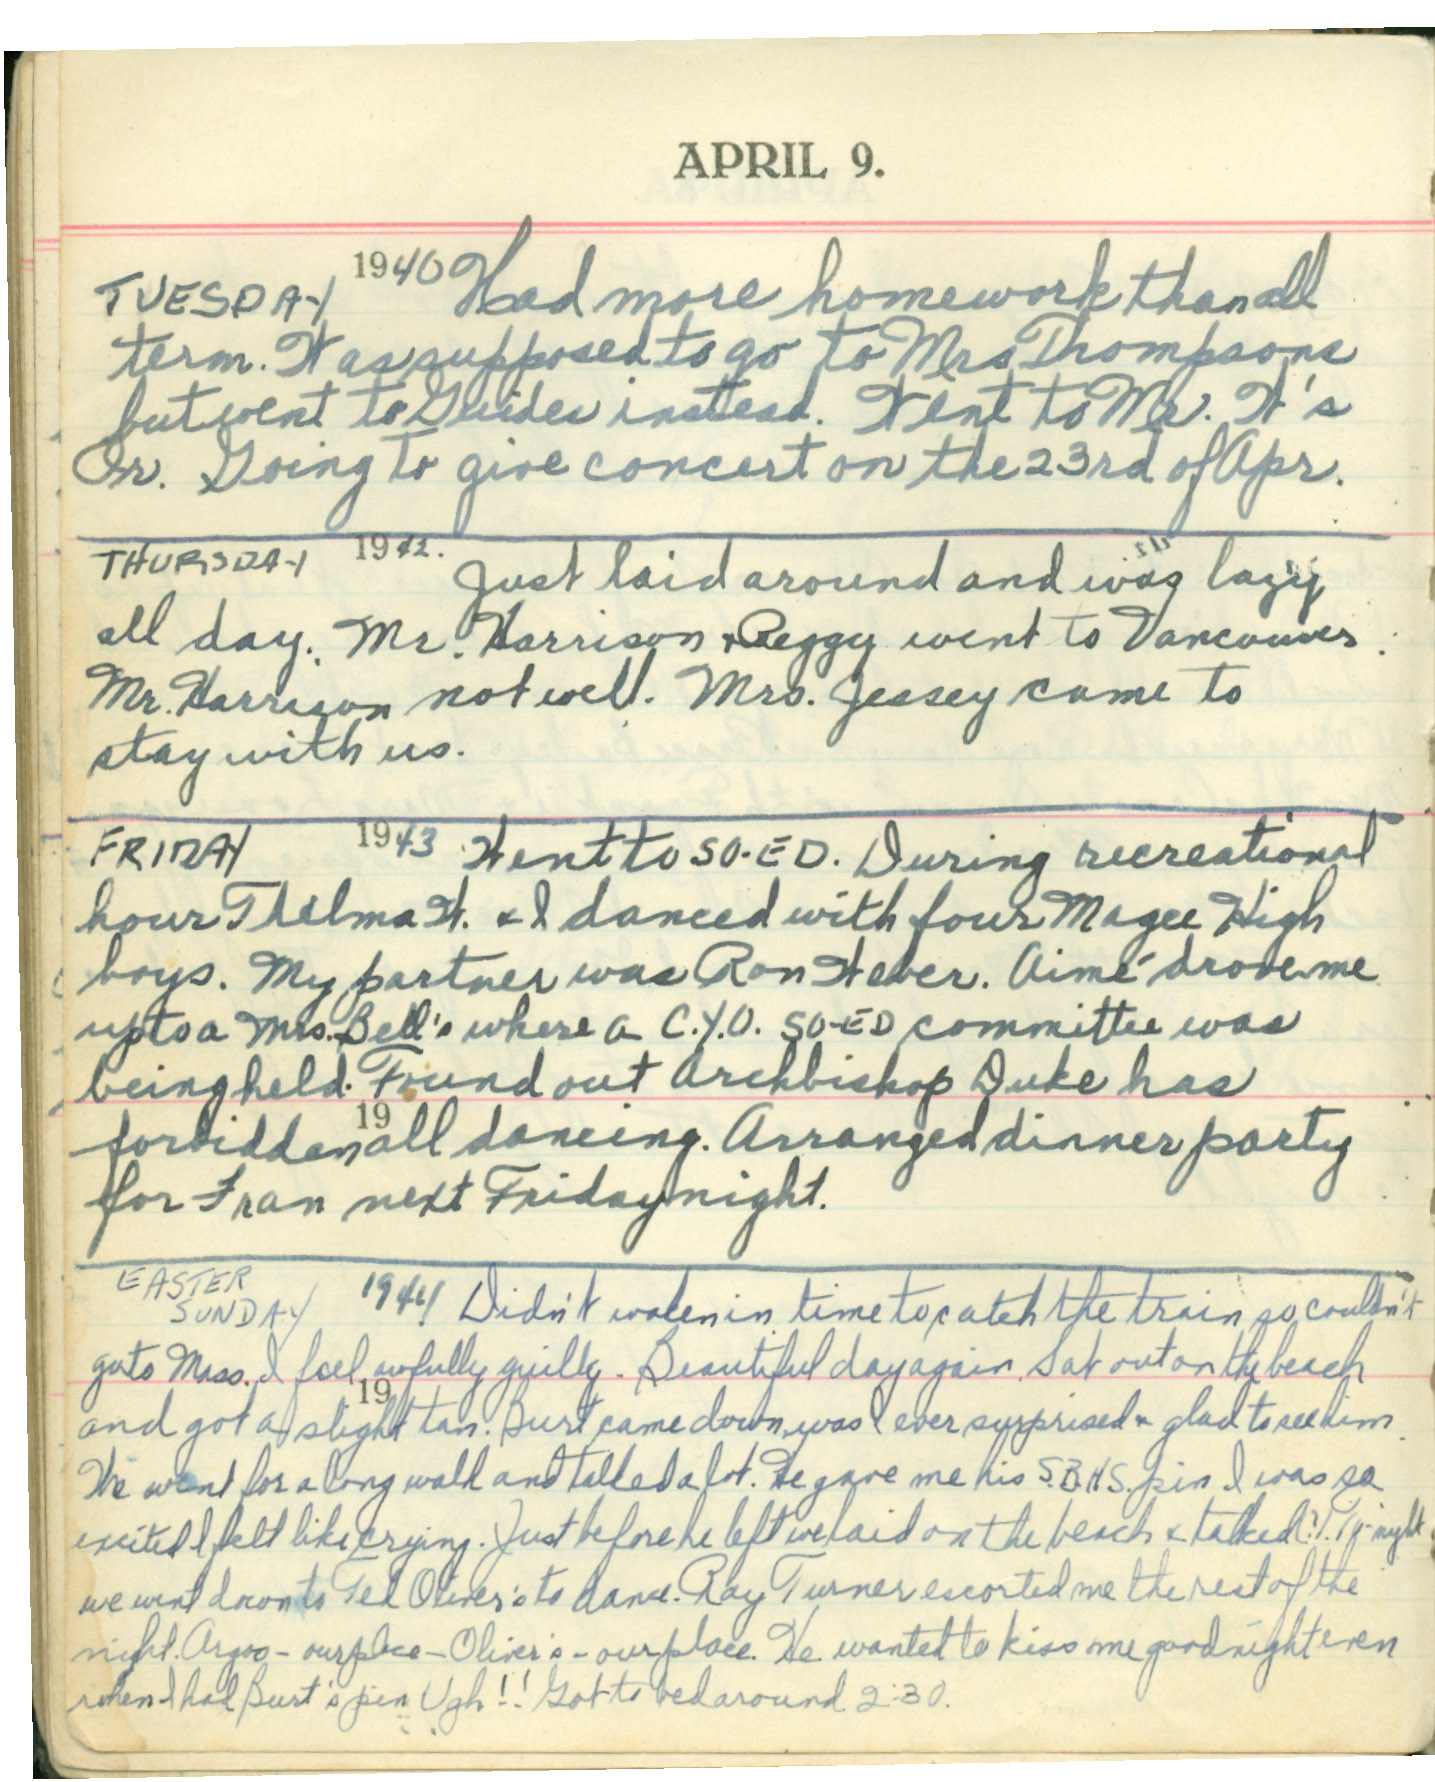 APRIL 9.
TUESDAY 1940 Had more homework than all
term. Was supposed to go to Mrs Thompsons
but went to Guides instead. Went to Mr. W's
Or. Going to give concert on the 23rd of Apr.
THURSDAY 1942. Just laid around and was lazy
all day. Mr. Harrison & Peggy went to Vancouver.
Mr. Harrison not well. Mrs. Jessey came to
stay with us.
FRIDAY 1943 Went to SO-ED. During recreational
hour Thelma W. & I danced with four Magee High
boys. My partner was Ron Weber. Aimé drove me
up to a Mrs. Bell's where a C.Y.O. SO-ED committee was
being held. Found out Archbishop Duke has
19
forbidden all dancing. Arranged dinner party
for Fran next Friday night.
EASTER
SUNDAY 1944 Didn't waken in time to catch the train so couldn't
go to Mass. I feel awfully guilty. Beautiful day again. Sat out on the beach
19
and got a slight tan. Burt came down, was I ever surprised & glad to see him.
We went for a long walk and talked a lot. He gave me his S.B.H.S. pin I was so
excited I felt like crying. Just before he left we laid on the beach & talked!!. To-night
we went down to Ted Oliver's to dance. Ray Turner escorted me the rest of the
night. Argos - our place - Oliver's - our place. He wanted to kiss me goodnight even
when I had Burt's pin Ugh!! Got to bed around 2:30.